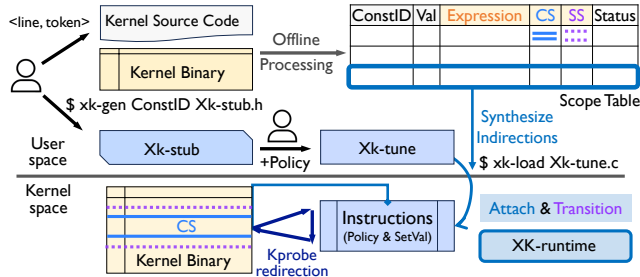 <line, token>
Kernel Source Code
Kernel Binary
Offline
Processing
ConstID Val Expression CS SS Status
Scope Table
$ xk-gen ConstID Xk-stub.h
User
space
Xk-stub
+Policy
Xk-tune
Synthesize
Indirections
$ xk-load Xk-tune.c
Kernel
space
CS
Kernel Binary
Kprobe
redirection
Instructions
(Policy & SetVal)
Attach & Transition
XK-runtime